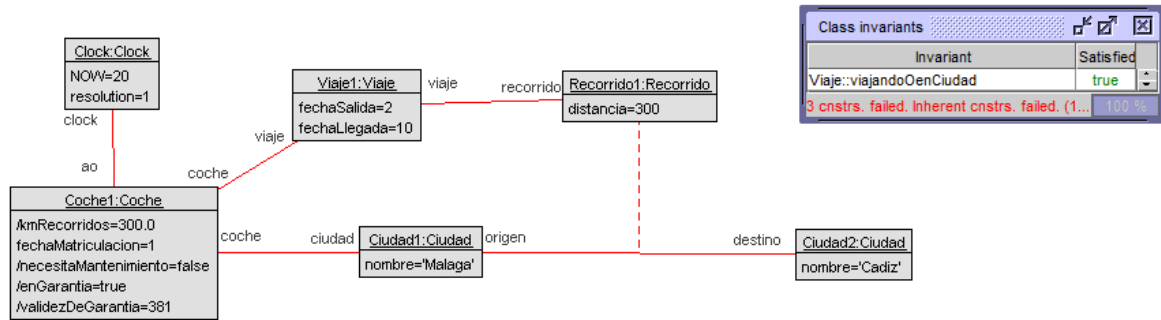 Class invariants
Invariant Satisfied
Viaje::viajandoOenCiudad true
3 cnstrs. failed. Inherent cnstrs. failed. (1... 100 %
Clock:Clock
NOW=20
resolution=1
clock
ao
Viaje1:Viaje
fechaSalida=2
fechaLlegada=10
viaje
recorrido
Recorrido1:Recorrido
distancia=300
viaje
coche
Coche1:Coche
/kmRecorridos=300.0
fechaMatriculacion=1
/necesitaMantenimiento=false
/enGarantia=true
/validezDeGarantia=381
coche
ciudad
Ciudad1:Ciudad
nombre='Malaga'
origen
destino
Ciudad2:Ciudad
nombre='Cadiz'